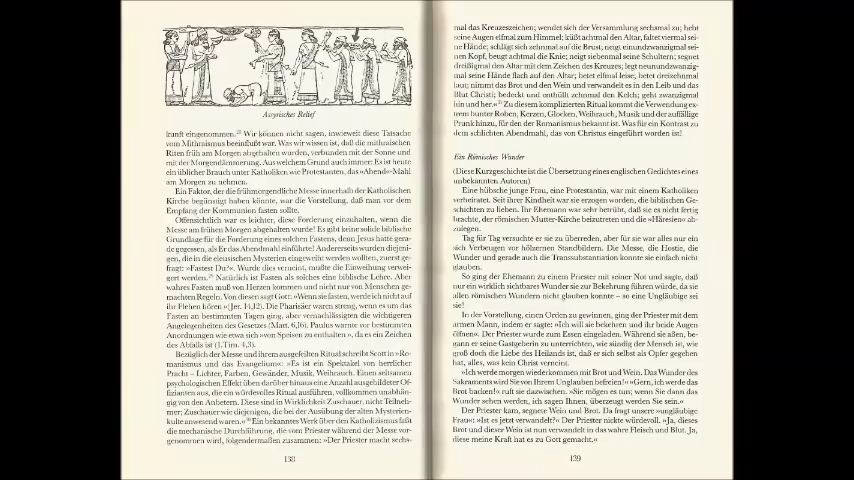 Assyrisches Relief
kunft eingenommen.²⁸ Wir können nicht sagen, inwieweit diese Tatsache
vom Mithraismus beeinflußt war. Was wir wissen ist, daß die mithraischen
Riten früh am Morgen abgehalten wurden, verbunden mit der Sonne und
mit der Morgendämmerung. Aus welchem Grund auch immer: Es ist heute
ein üblicher Brauch unter Katholiken wie Protestanten, das »Abend«-Mahl
am Morgen zu nehmen.
Ein Faktor, der die frühmorgendliche Messe innerhalb der Katholischen
Kirche begünstigt haben könnte, war die Vorstellung, daß man vor dem
Empfang der Kommunion fasten sollte.
Offensichtlich war es leichter, diese Forderung einzuhalten, wenn die
Messe am frühen Morgen abgehalten wurde! Es gibt keine solide biblische
Grundlage für die Forderung eines solchen Fastens, denn Jesus hatte gera-
de gegessen, als Er das Abendmahl einführte! Andererseits wurden diejeni-
gen, die in die eleusischen Mysterien eingeweiht werden wollten, zuerst ge-
fragt: »Fastest Du?«. Wurde dies verneint, mußte die Einweihung verwei-
gert werden. Natürlich ist Fasten als solches eine biblische Lehre. Aber
wahres Fasten muß von Herzen kommen und nicht nur von Menschen ge-
machten Regeln. Von diesen sagt Gott: »Wenn sie fasten, werde ich nicht auf
ihr Flehen hören.« (Jer. 14,12). Die Pharisäer waren streng, wenn es um das
Fasten an bestimmten Tagen ging, aber vernachlässigten die wichtigeren
Angelegenheiten des Gesetzes (Matt. 6,16). Paulus warnte vor bestimmten
Anordnungen wie etwa sich »von Speisen zu enthalten«, da es ein Zeichen
des Abfalls ist (1.Tim. 4,3).
Bezüglich der Messe und ihrem ausgefeilten Ritual schreibt Scott in »Ro-
manismus und das Evangelium«: »Es ist ein Spektakel von herrlicher
Pracht – Lichter, Farben, Gewänder, Musik, Weihrauch. Einen seltsamen
psychologischen Effekt üben darüber hinaus eine Anzahl ausgebildeter Of-
fizianten aus, die ein würdevolles Ritual ausführen, vollkommen unabhän-
gig von den Anbetern. Diese sind in Wirklichkeit Zuschauer, nicht Teilneh-
mer; Zuschauer wie diejenigen, die bei der Ausübung der alten Mysterien-
kulte anwesend waren.« Ein bekanntes Werk über den Katholizismus faßt
die mechanische Durchführung, die vom Priester während der Messe vor-
genommen wird, folgendermaßen zusammen: »Der Priester macht sechs-
138
mal das Kreuzeszeichen; wendet sich der Versammlung sechsmal zu; hebt
seine Augen elfmal zum Himmel; küßt achtmal den Altar, faltet viermal sei-
ne Hände; schlägt sich zehnmal auf die Brust; neigt einundzwanzigmal sei-
nen Kopf, beugt achtmal die Knie; neigt siebenmal seine Schultern; segnet
dreißigmal den Altar mit dem Zeichen des Kreuzes; legt neunundzwanzig-
mal seine Hände flach auf den Altar; betet elfmal leise; betet dreizehnmal
laut; nimmt das Brot und den Wein und verwandelt es in den Leib und das
Blut Christi; bedeckt und enthüllt zehnmal den Kelch; geht zwanzigmal
hin und her.« Zu diesem komplizierten Ritual kommt die Verwendung ex-
trem bunter Roben, Kerzen, Glocken, Weihrauch, Musik und der auffällige
Prunk hinzu, für den der Romanismus bekannt ist. Was für ein Kontrast zu
dem schlichten Abendmahl, das von Christus eingeführt worden ist!
Ein Römisches Wunder
(Diese Kurzgeschichte ist die Übersetzung eines englischen Gedichtes eines
unbekannten Autoren)
Eine hübsche junge Frau, eine Protestantin, war mit einem Katholiken
verheiratet. Seit ihrer Kindheit war sie erzogen worden, die biblischen Ge-
schichten zu lieben. Ihr Ehemann war sehr betrübt, daß sie es nicht fertig
brachte, der römischen Mutter-Kirche beizutreten und die »Häresien« ab-
zulegen.
Tag für Tag versuchte er sie zu überreden, aber für sie war alles nur ein
sich Verbeugen vor hölzernen Standbildern. Die Messe, die Hostie, die
Wunder und gerade auch die Transsubstantiation konnte sie einfach nicht
glauben.
So ging der Ehemann zu einem Priester mit seiner Not und sagte, daß
nur ein wirklich sichtbares Wunder sie zur Bekehrung führen würde, da sie
allen römischen Wundern nicht glauben konnte – so eine Ungläubige sei
sie!
In der Vorstellung, einen Orden zu gewinnen, ging der Priester mit dem
armen Mann, indem er sagte: »Ich will sie bekehren und ihr beide Augen
öffnen«. Der Priester wurde zum Essen eingeladen. Während sie aßen, be-
gann er seine Gastgeberin zu unterrichten, wie sündig der Mensch ist, wie
groß doch die Liebe des Heilands ist, daß er sich selbst als Opfer gegeben
hat, alles, was kein Christ verneint.
»Ich werde morgen wiederkommen mit Brot und Wein. Das Wunder des
Sakraments wird Sie von Ihrem Unglauben befreien!« »Gern, ich werde das
Brot backen!« ruft sie dazwischen. »Sie mögen es tun; wenn Sie dann das
Wunder sehen werden, ich sagen Ihnen, überzeugt werden Sie sein.«
Der Priester kam, segnete Wein und Brot. Da fragt unsre »ungläubige
Frau«: »Ist es jetzt verwandelt?« Der Priester nickte würdevoll. »Ja, dieses
Brot und dieser Wein ist nun verwandelt in das wahre Fleisch und Blut. Ja,
diese meine Kraft hat es zu Gott gemacht.«
139